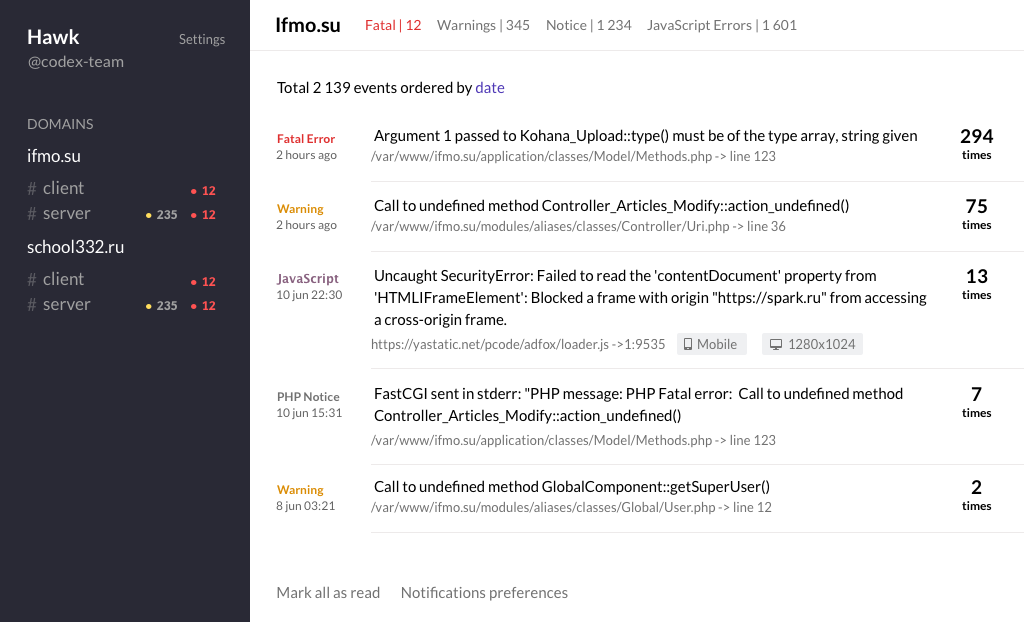 Hawk
Settings
@codex-team
DOMAINS
ifmo.su
# client 12
# server 235 12
school332.ru
# client 12
# server 235 12
Ifmo.su Fatal | 12 Warnings | 345 Notice | 1 234 JavaScript Errors | 1 601
Total 2 139 events ordered by date
Fatal Error
2 hours ago
Argument 1 passed to Kohana_Upload::type() must be of the type array, string given
/var/www/ifmo.su/application/classes/Model/Methods.php -> line 123
294
times
Warning
2 hours ago
Call to undefined method Controller_Articles_Modify::action_undefined()
/var/www/ifmo.su/modules/aliases/classes/Controller/Uri.php -> line 36
75
times
JavaScript
10 jun 22:30
Uncaught SecurityError: Failed to read the 'contentDocument' property from
'HTMLIFrameElement': Blocked a frame with origin "https://spark.ru" from accessing
a cross-origin frame.
https://yastatic.net/pcode/adfox/loader.js ->1:9535 Mobile 1280x1024
13
times
PHP Notice
10 jun 15:31
FastCGI sent in stderr: "PHP message: PHP Fatal error:  Call to undefined method
Controller_Articles_Modify::action_undefined()
/var/www/ifmo.su/application/classes/Model/Methods.php -> line 123
7
times
Warning
8 jun 03:21
Call to undefined method GlobalComponent::getSuperUser()
/var/www/ifmo.su/modules/aliases/classes/Global/User.php -> line 12
2
times
Mark all as read Notifications preferences